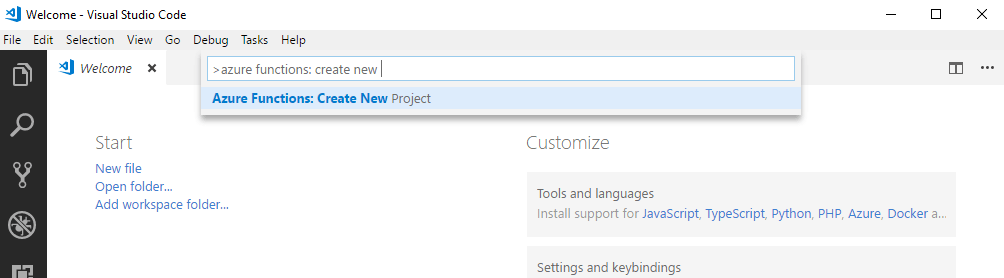 Welcome - Visual Studio Code
File Edit Selection View Go Debug Tasks Help
Welcome
>azure functions: create new
Azure Functions: Create New Project
Start
New file
Open folder...
Add workspace folder...
Customize
Tools and languages
Install support for JavaScript, TypeScript, Python, PHP, Azure, Docker a...
Settings and keybindings